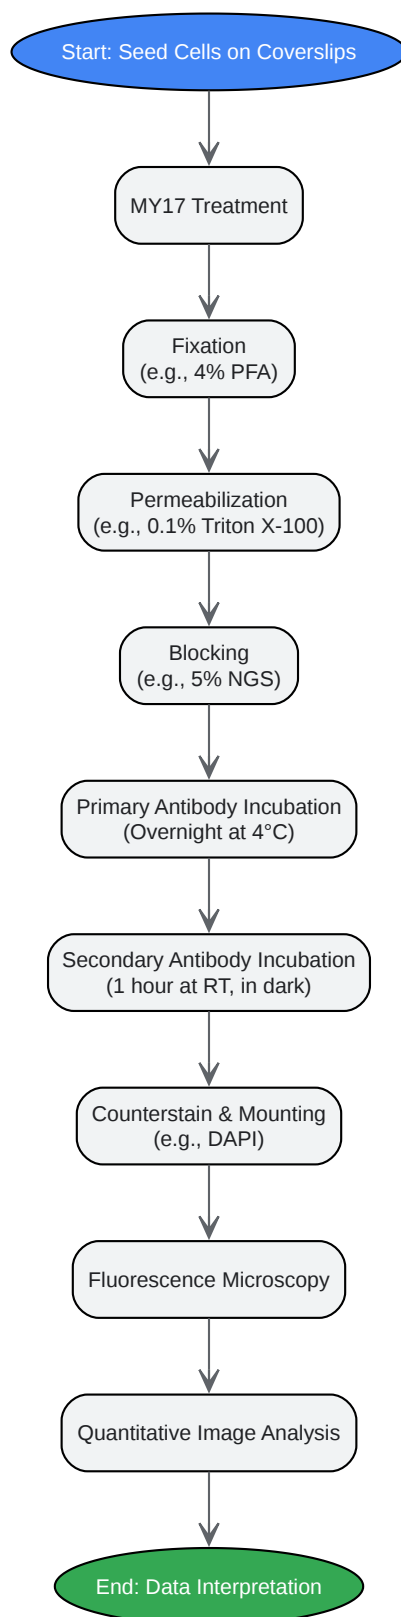 Start: Seed Cells on Coverslips
MY17 Treatment
Fixation
(e.g., 4% PFA)
Permeabilization
(e.g., 0.1% Triton X-100)
Blocking
(e.g., 5% NGS)
Primary Antibody Incubation
(Overnight at 4°C)
Secondary Antibody Incubation
(1 hour at RT, in dark)
Counterstain & Mounting
(e.g., DAPI)
Fluorescence Microscopy
Quantitative Image Analysis
End: Data Interpretation